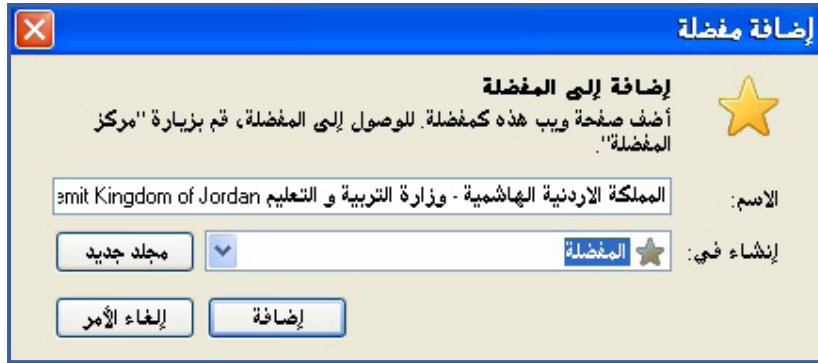 إضافة مفضلة
إضافة إلى المفضلة
أضف صفحة ويب هذه كمفضلة. للوصول إلى المفضلة، قم بزيارة "مركز
المفضلة".
الاسم: المملكة الاردنية الهاشمية - وزارة التربية و التعليم emit Kingdom of Jordan
إنشاء في: المفضلة مجلد جديد
إضافة إلغاء الأمر